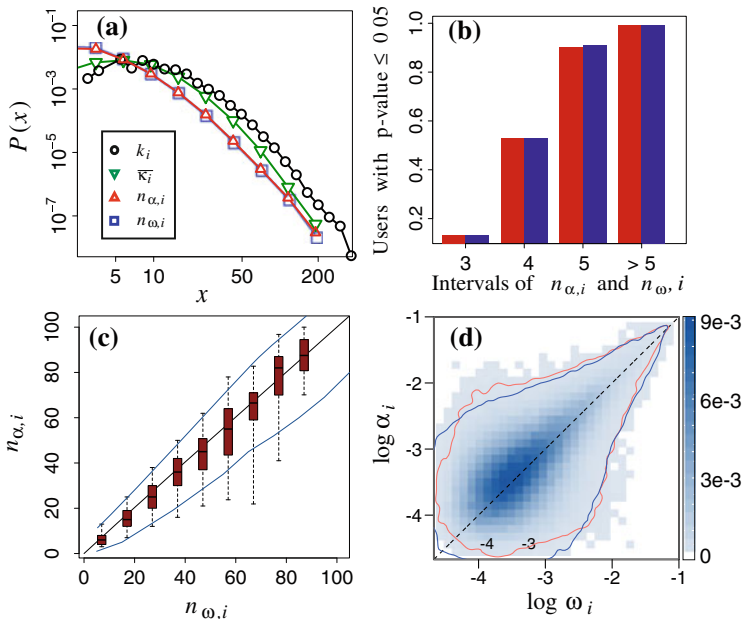 (a)
P(x)
10⁻¹
10⁻³
10⁻⁵
10⁻⁷
k_i
κ̅_i
n_α,i
n_ω,i
5 10 50 200
x
(b)
Users with p-value ≤ 0 05
1.0
0.8
0.6
0.4
0.2
3 4 5 > 5
Intervals of n_α,i and n_ω, i
(c)
n_α,i
100
80
60
40
20
0
0 20 40 60 80 100
n_ω,i
(d)
log α_i
-1
-2
-3
-4
-4 -3
-4 -3 -2 -1
log ω_i
9e-3
6e-3
3e-3
0